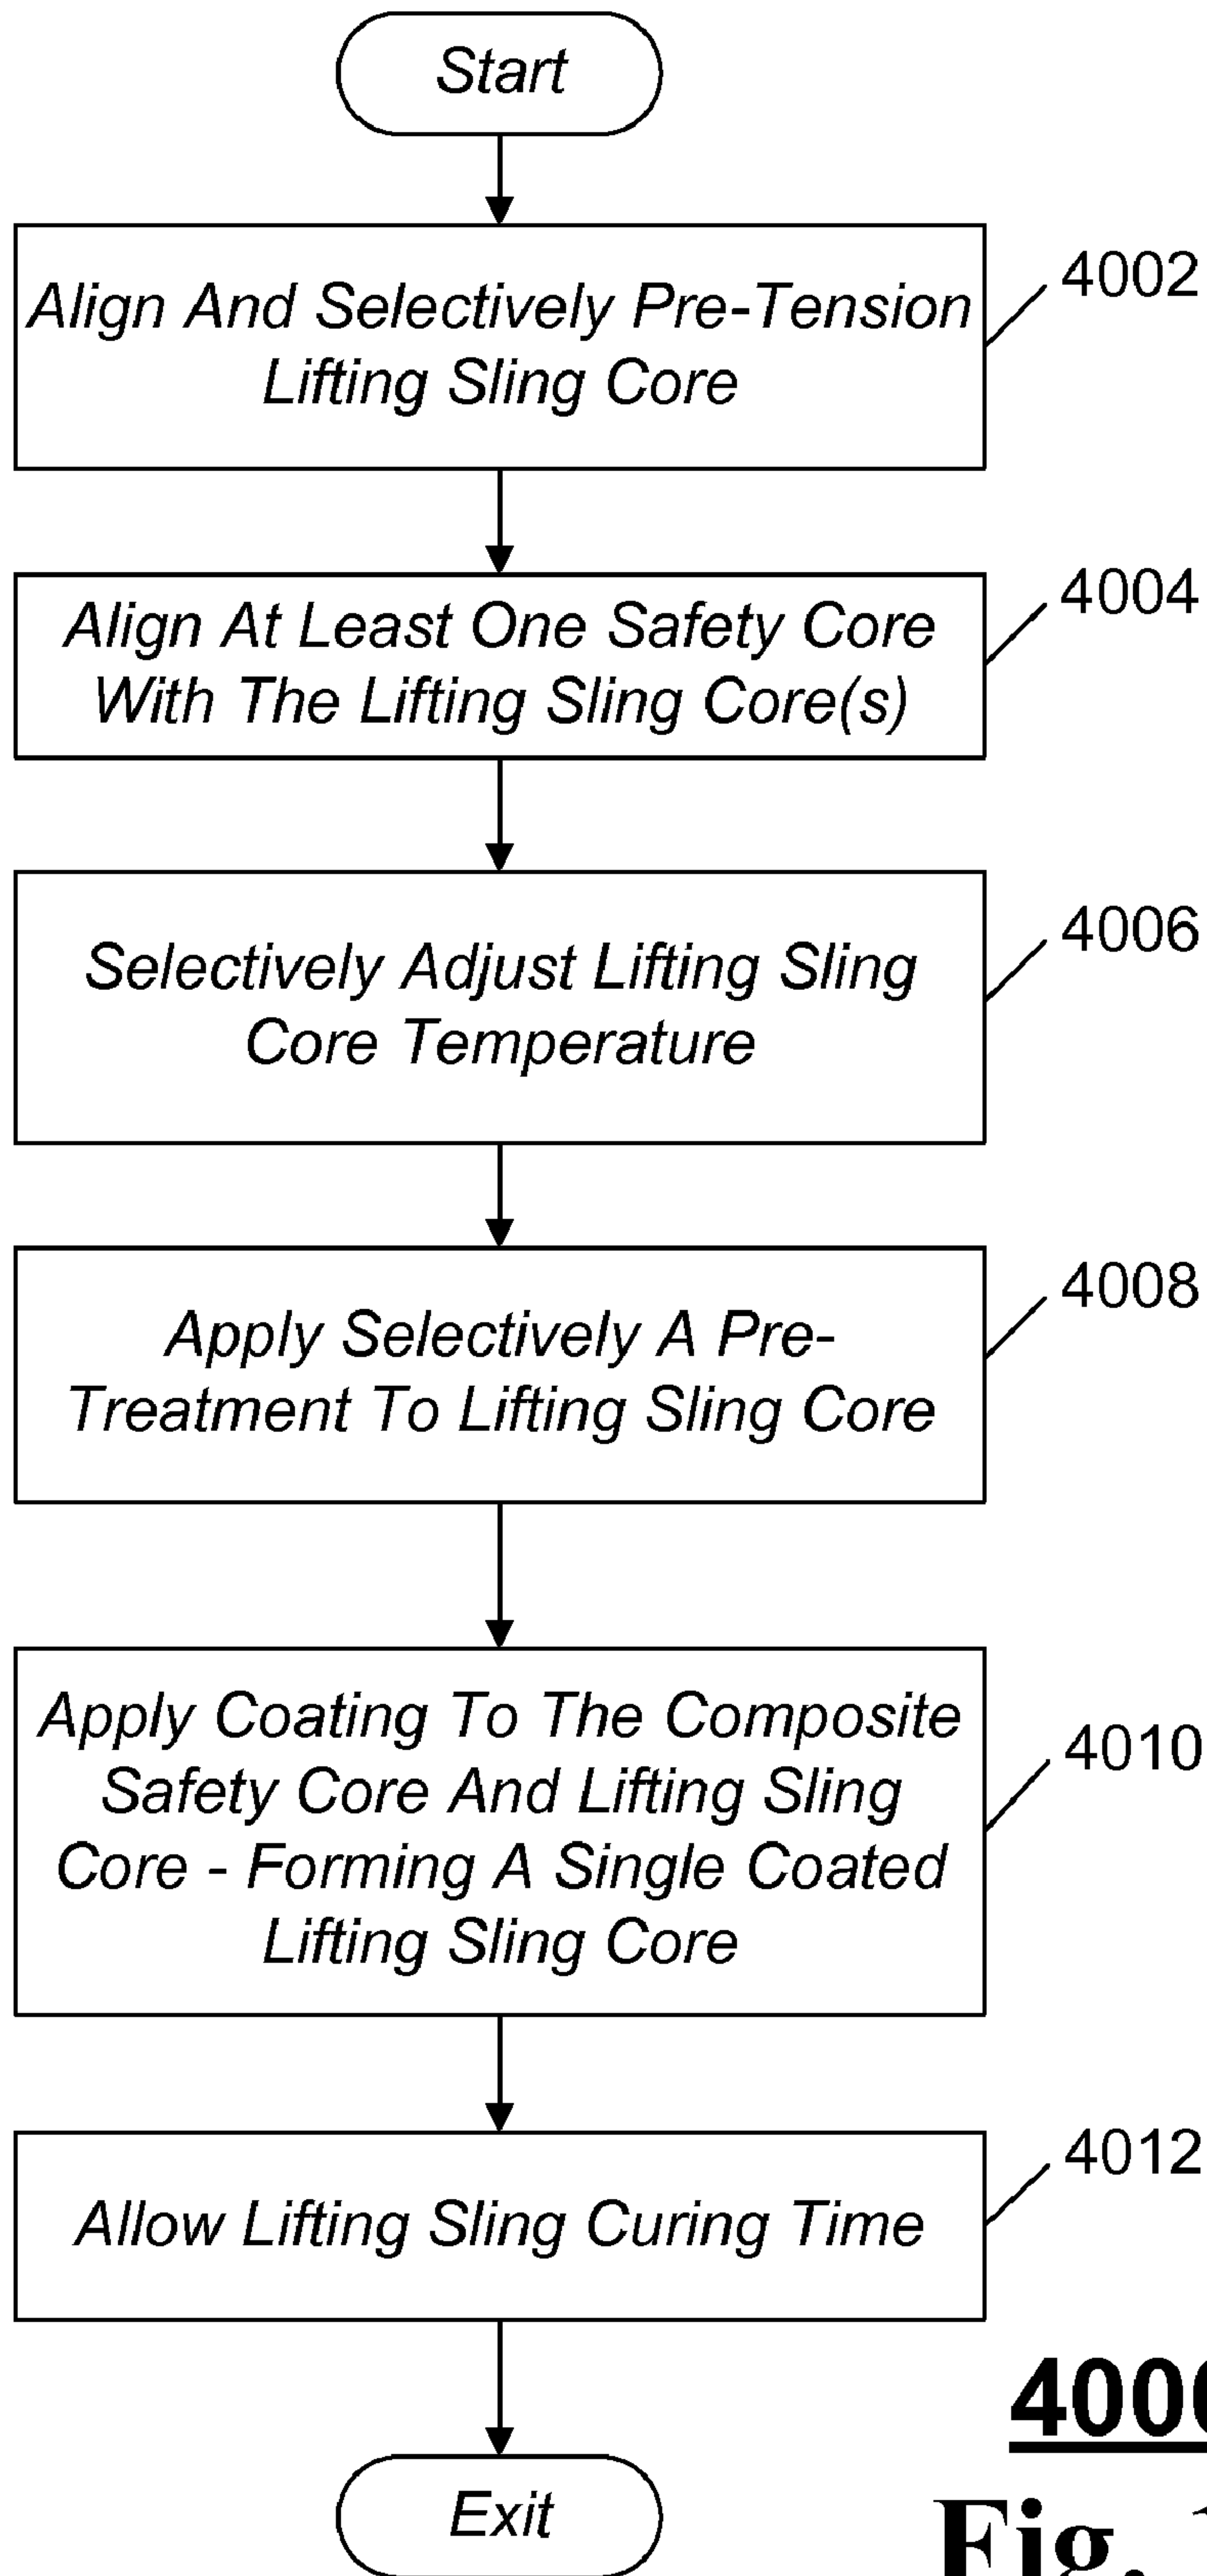 Start
Align And Selectively Pre-Tension
Lifting Sling Core
4002
Align At Least One Safety Core
With The Lifting Sling Core(s)
4004
Selectively Adjust Lifting Sling
Core Temperature
4006
Apply Selectively A Pre-
Treatment To Lifting Sling Core
4008
Apply Coating To The Composite
Safety Core And Lifting Sling
Core - Forming A Single Coated
Lifting Sling Core
4010
Allow Lifting Sling Curing Time
4012
Exit
Fig.